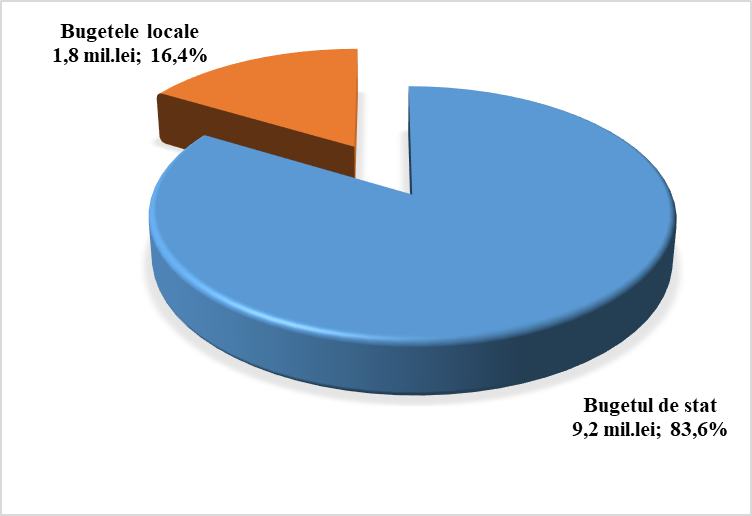 Bugetele locale
1,8 mil.lei; 16,4%
Bugetul de stat
9,2 mil.lei; 83,6%